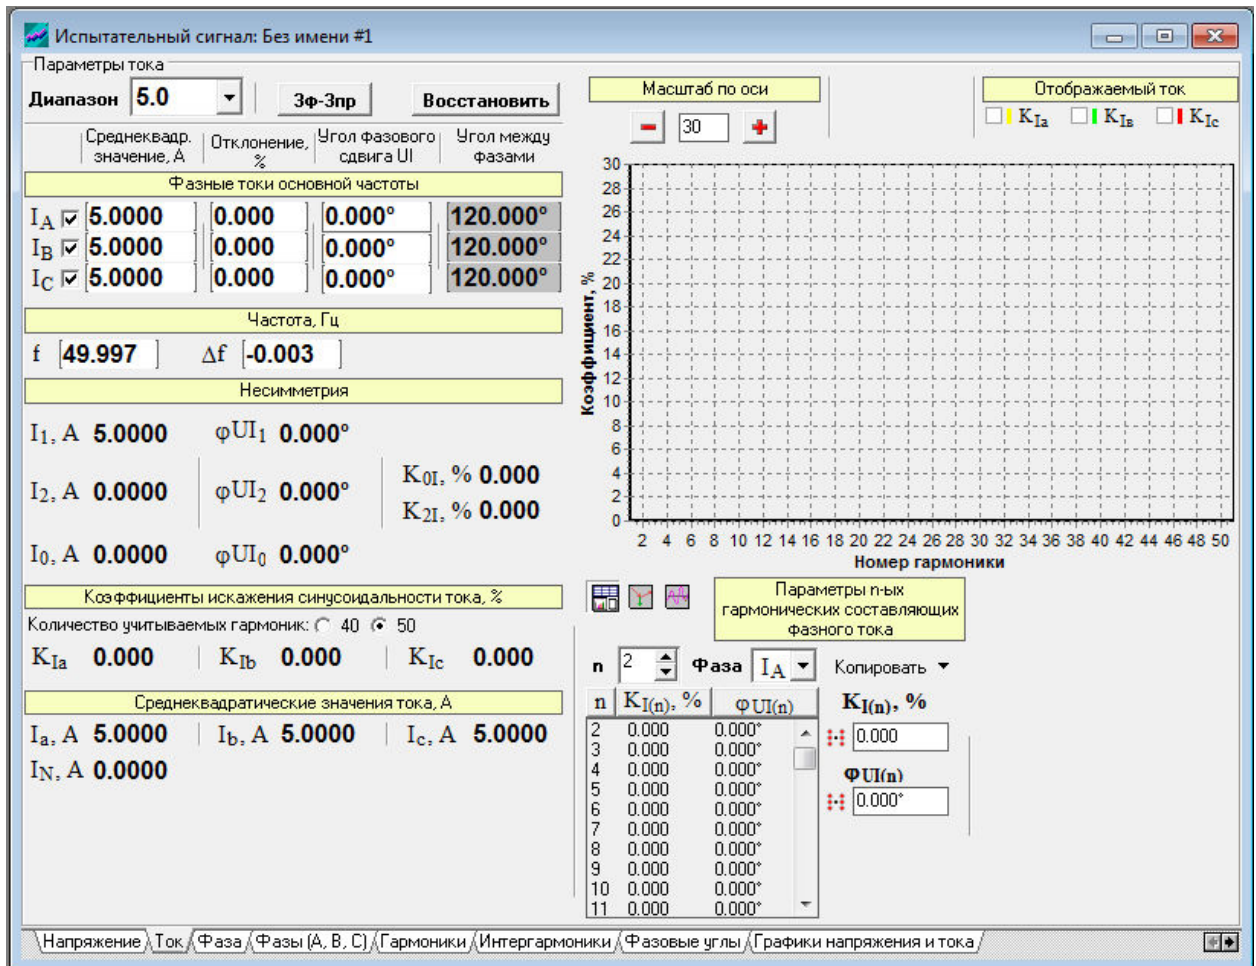 Испытательный сигнал: Без имени #1
Параметры тока
Диапазон 5.0 3ф-3пр Восстановить
Среднеквадр. значение, А
Отклонение, %
Угол фазового сдвига UI
Угол между фазами
Фазные токи основной частоты
IA 5.0000 0.000 0.000° 120.000°
IB 5.0000 0.000 0.000° 120.000°
IC 5.0000 0.000 0.000° 120.000°
Частота, Гц
f 49.997 Δf -0.003
Несимметрия
I1, A 5.0000 φUI1 0.000°
I2, A 0.0000 φUI2 0.000°
K0I, % 0.000
K2I, % 0.000
I0, A 0.0000 φUI0 0.000°
Коэффициенты искажения синусоидальности тока, %
Количество учитываемых гармоник: 40 50
KIa 0.000 KIb 0.000 KIc 0.000
Среднеквадратические значения тока, А
Ia, A 5.0000 Ib, A 5.0000 Ic, A 5.0000
IN, A 0.0000
Масштаб по оси
30
Отображаемый ток
KIa KIв KIc
30
28
26
24
22
20
18
16
14
12
10
8
6
4
2
0
Коэффициент, %
2 4 6 8 10 12 14 16 18 20 22 24 26 28 30 32 34 36 38 40 42 44 46 48 50
Номер гармоники
Параметры n-ых
гармонических составляющих
фазного тока
n 2 Фаза IA Копировать
n KI(n), % φUI(n)
2 0.000 0.000°
3 0.000 0.000°
4 0.000 0.000°
5 0.000 0.000°
6 0.000 0.000°
7 0.000 0.000°
8 0.000 0.000°
9 0.000 0.000°
10 0.000 0.000°
11 0.000 0.000°
KI(n), %
0.000
φUI(n)
0.000°
Напряжение Ток Фаза Фазы (A, B, C) Гармоники Интергармоники Фазовые углы Графики напряжения и тока